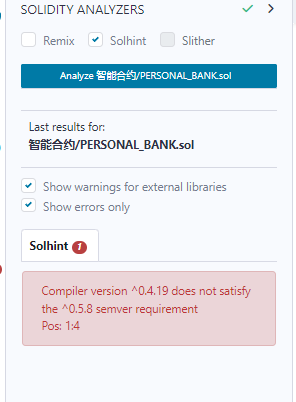 SOLIDITY ANALYZERS
Remix Solhint Slither
Analyze 智能合约/PERSONAL_BANK.sol
Last results for:
智能合约/PERSONAL_BANK.sol
Show warnings for external libraries
Show errors only
Solhint 1
Compiler version ^0.4.19 does not satisfy
the ^0.5.8 semver requirement
Pos: 1:4